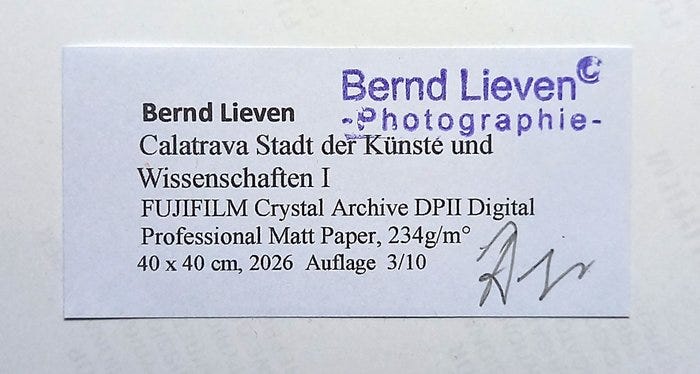 Bernd Lieven
-Photographie-
Bernd Lieven
Calatrava Stadt der Künste und
Wissenschaften I
FUJIFILM Crystal Archive DPII Digital
Professional Matt Paper, 234g/m°
40 x 40 cm, 2026 Auflage 3/10